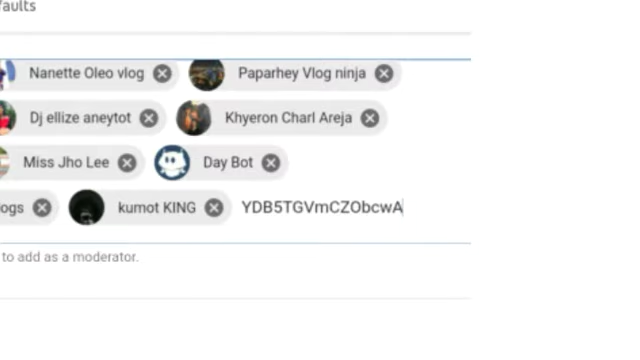 faults
Nanette Oleo vlog Paparhey Vlog ninja
Dj ellize aneytot Khyeron Charl Areja
Miss Jho Lee Day Bot
ogs kumot KING YDB5TGVmCZObcwA
to add as a moderator.